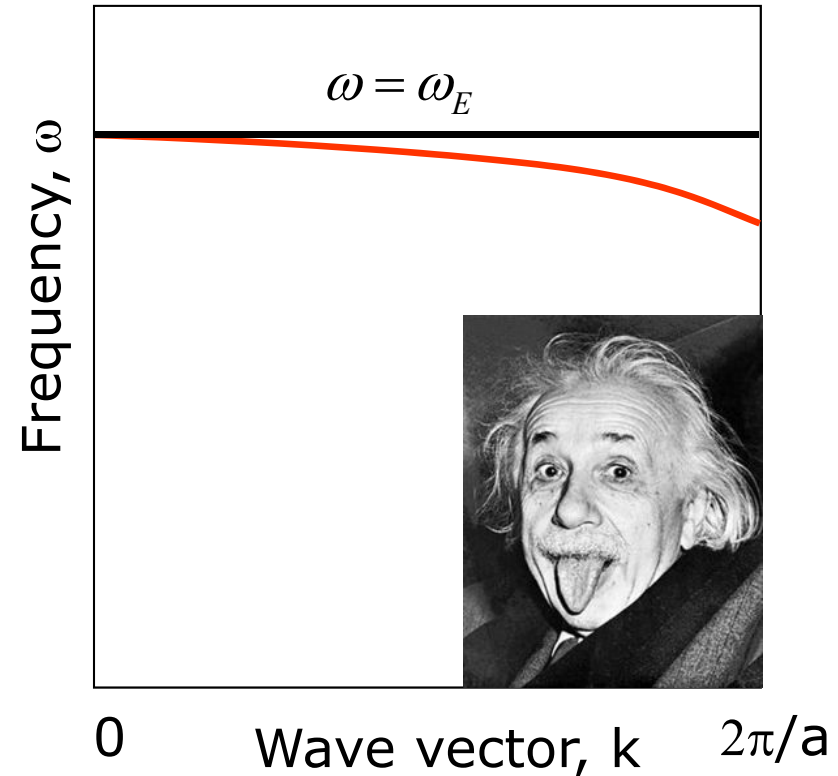 ω = ω_E
Frequency, ω
0
Wave vector, k
2π/a